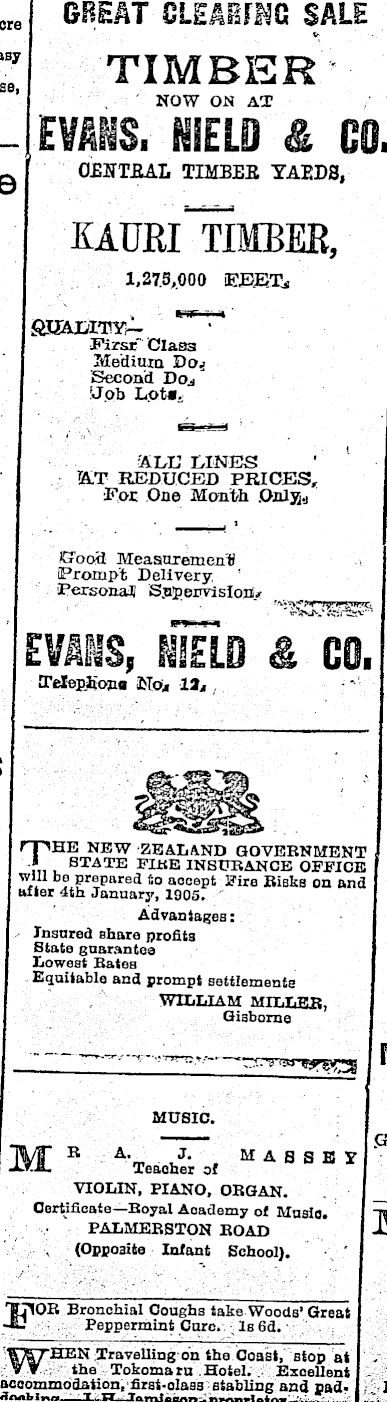 GREAT CLEARING SALE
TIMBER
NOW ON AT
EVANS, NIELD & CO.
CENTRAL TIMBER YARDS,
KAURI TIMBER,
1,275,000 FEET,
QUALITY:—
First Class
Medium Do.
Second Do.
Job Lots.
ALL LINES
AT REDUCED PRICES,
For One Month Only,
Good Measurement
Prompt Delivery
Personal Supervision.
EVANS, NIELD & CO.
Telephone No. 12,
THE NEW ZEALAND GOVERNMENT
STATE FIRE INSURANCE OFFICE
will be prepared to accept Fire Risks on and
after 4th January, 1905.
Advantages:
Insured share profits
State guarantee
Lowest Rates
Equitable and prompt settlements
WILLIAM MILLER,
Gisborne
MUSIC.
MR A. J. MASSEY
Teacher of
VIOLIN, PIANO, ORGAN.
Certificate—Royal Academy of Music.
PALMERSTON ROAD
(Opposite Infant School).
FOR Bronchial Coughs take Woods' Great
Peppermint Cure. 1s 6d.
WHEN Travelling on the Coast, stop at
the Tokomaru Hotel. Excellent
accommodation, first-class stabling and pad-
docking— J. H. Jamieson, proprietor